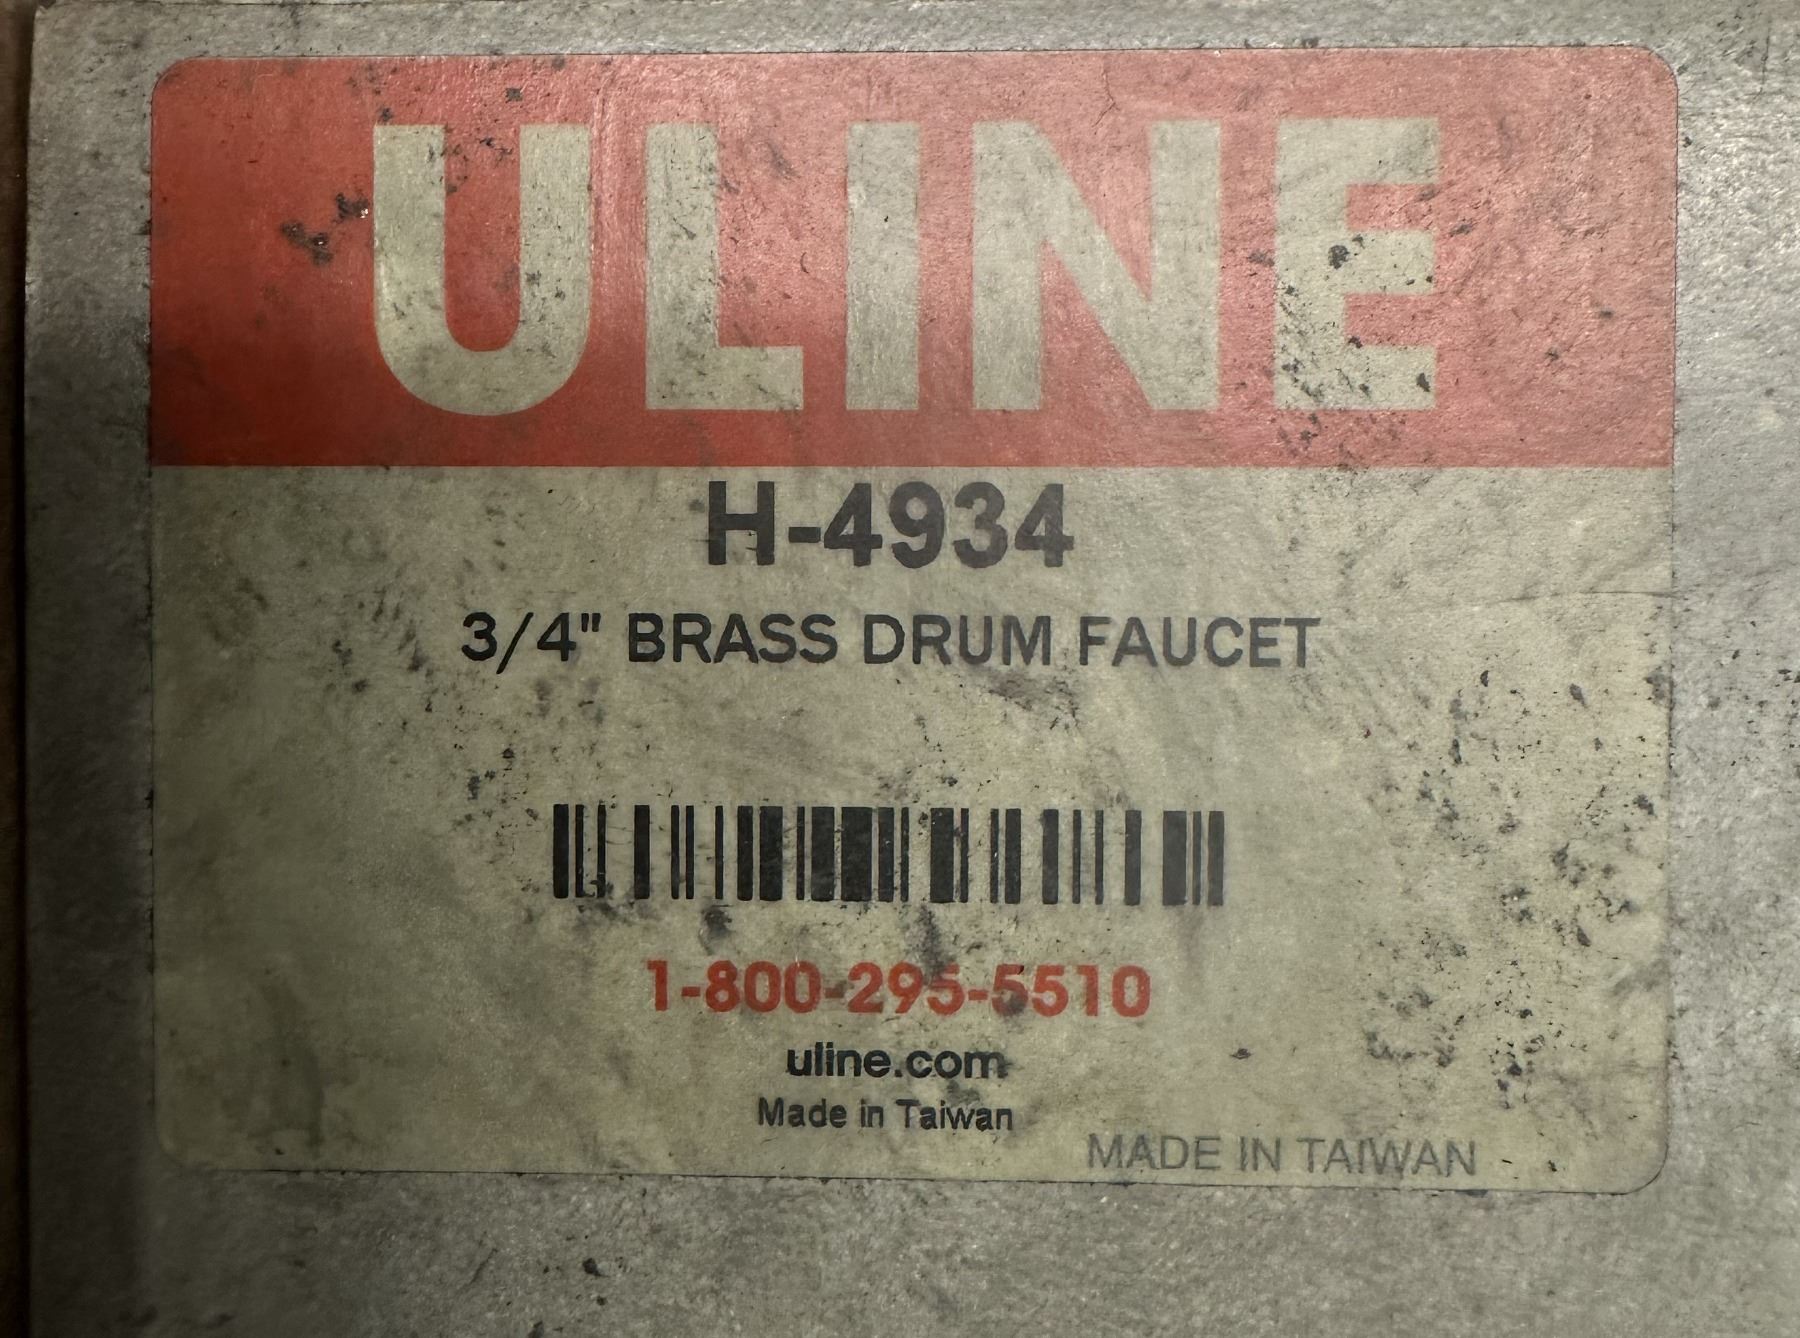 ULINE
H-4934
3/4" BRASS DRUM FAUCET
1-800-295-5510
uline.com
Made in Taiwan
MADE IN TAIWAN